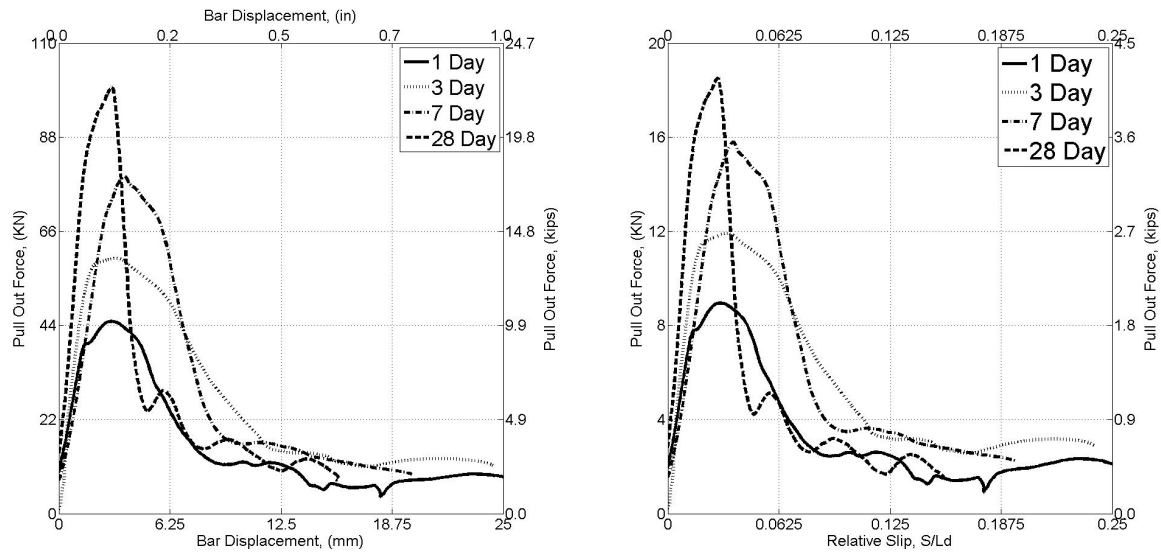 Bar Displacement, (in)
0.0 0.2 0.5 0.7 1.0
110 24.7
88 19.8
66 14.8
44 9.9
22 4.9
0 0.0
Pull Out Force, (KN)
Pull Out Force, (kips)
1 Day
3 Day
7 Day
28 Day
0 6.25 12.5 18.75 25
Bar Displacement, (mm)
0 0.0625 0.125 0.1875 0.25
20 4.5
16 3.6
12 2.7
8 1.8
4 0.9
0 0.0
Pull Out Force, (KN)
Pull Out Force, (kips)
1 Day
3 Day
7 Day
28 Day
0 0.0625 0.125 0.1875 0.25
Relative Slip, S/Ld